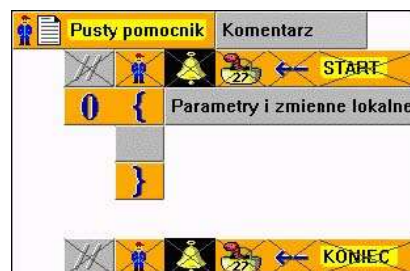 Pusty pomocnik Komentarz
// 27 START
0 { Parametry i zmienne lokalne
}
// 27 KONIEC